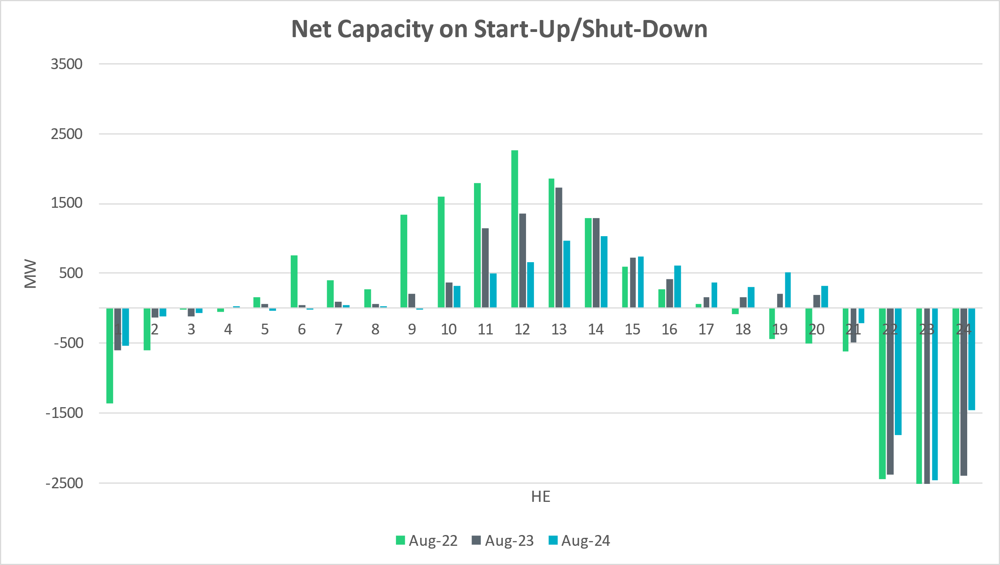 Net Capacity on Start-Up/Shut-Down
3500
2500
1500
500
-500
-1500
-2500
MW
1 2 3 4 5 6 7 8 9 10 11 12 13 14 15 16 17 18 19 20 21 22 23 24
HE
Aug-22 Aug-23 Aug-24